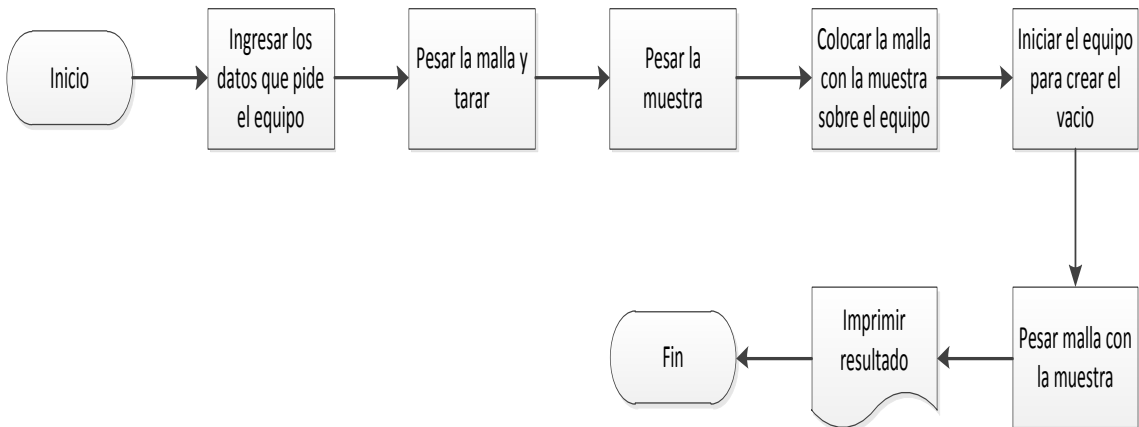 Inicio
Ingresar los
datos que pide
el equipo
Pesar la malla y
tarar
Pesar la
muestra
Colocar la malla
con la muestra
sobre el equipo
Iniciar el equipo
para crear el
vacio
Pesar malla con
la muestra
Imprimir
resultado
Fin